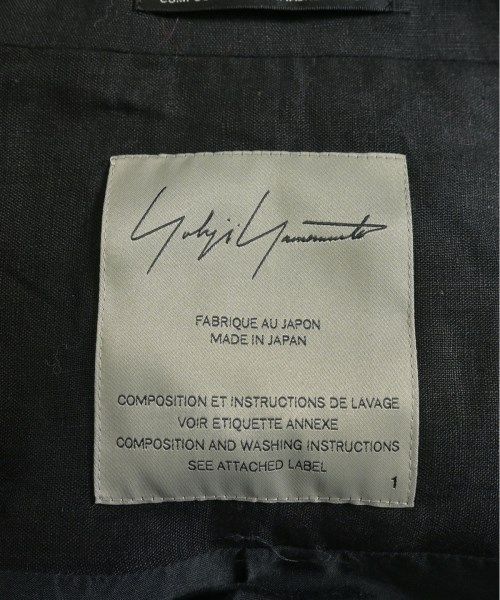 Yohji Yamamoto
FABRIQUE AU JAPON
MADE IN JAPAN
COMPOSITION ET INSTRUCTIONS DE LAVAGE
VOIR ETIQUETTE ANNEXE
COMPOSITION AND WASHING INSTRUCTIONS
SEE ATTACHED LABEL
1